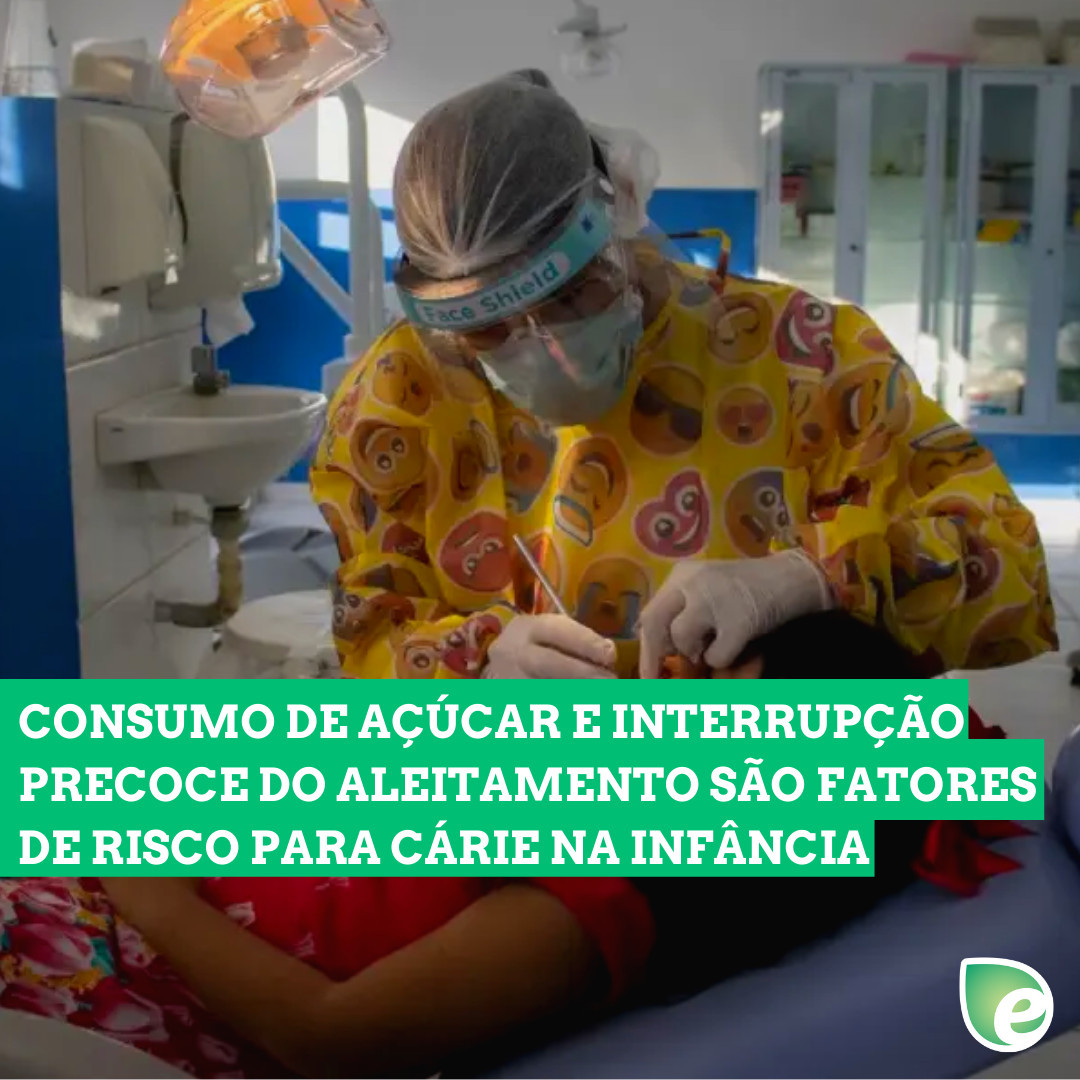 Face Shield
CONSUMO DE AÇÚCAR E INTERRUPÇÃO
PRECOCE DO ALEITAMENTO SÃO FATORES
DE RISCO PARA CÁRIE NA INFÂNCIA
e